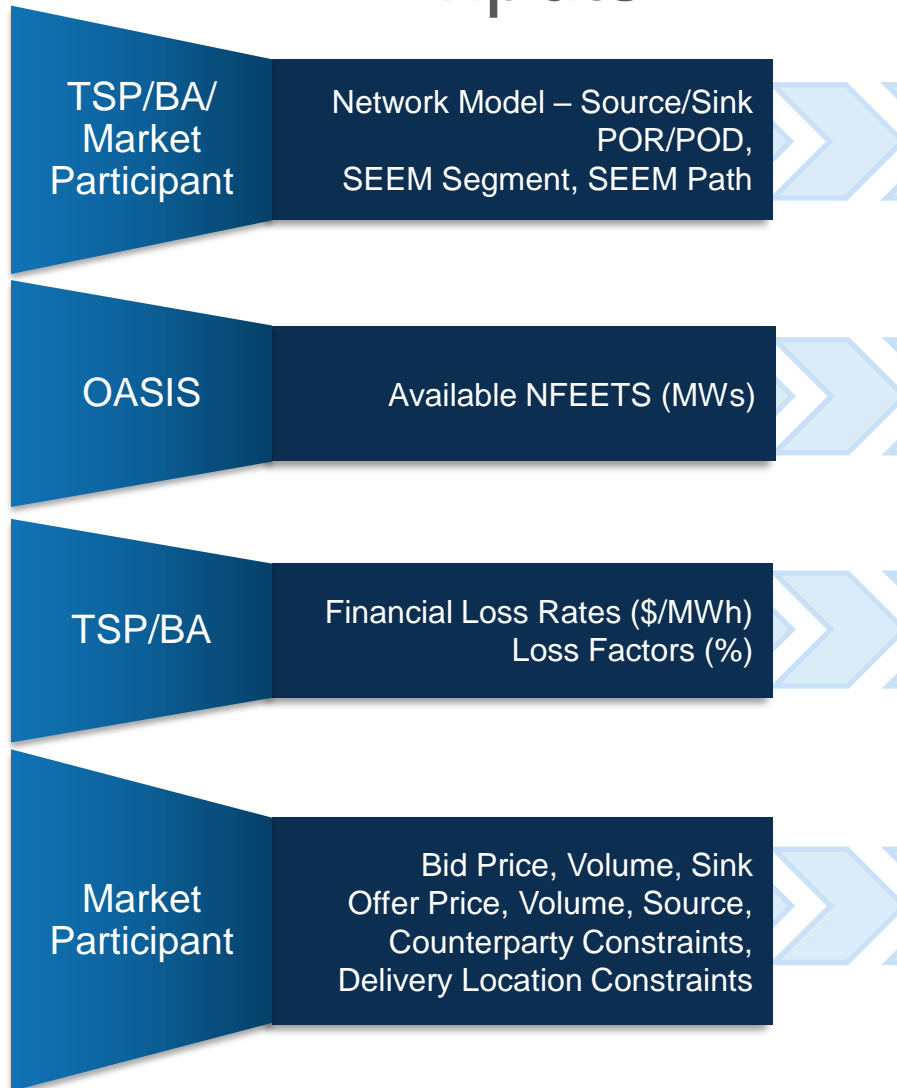 TSP/BA/
Market
Participant
Network Model – Source/Sink
POR/POD,
SEEM Segment, SEEM Path
OASIS
Available NFEETS (MWs)
TSP/BA
Financial Loss Rates ($/MWh)
Loss Factors (%)
Market
Participant
Bid Price, Volume, Sink
Offer Price, Volume, Source,
Counterparty Constraints,
Delivery Location Constraints